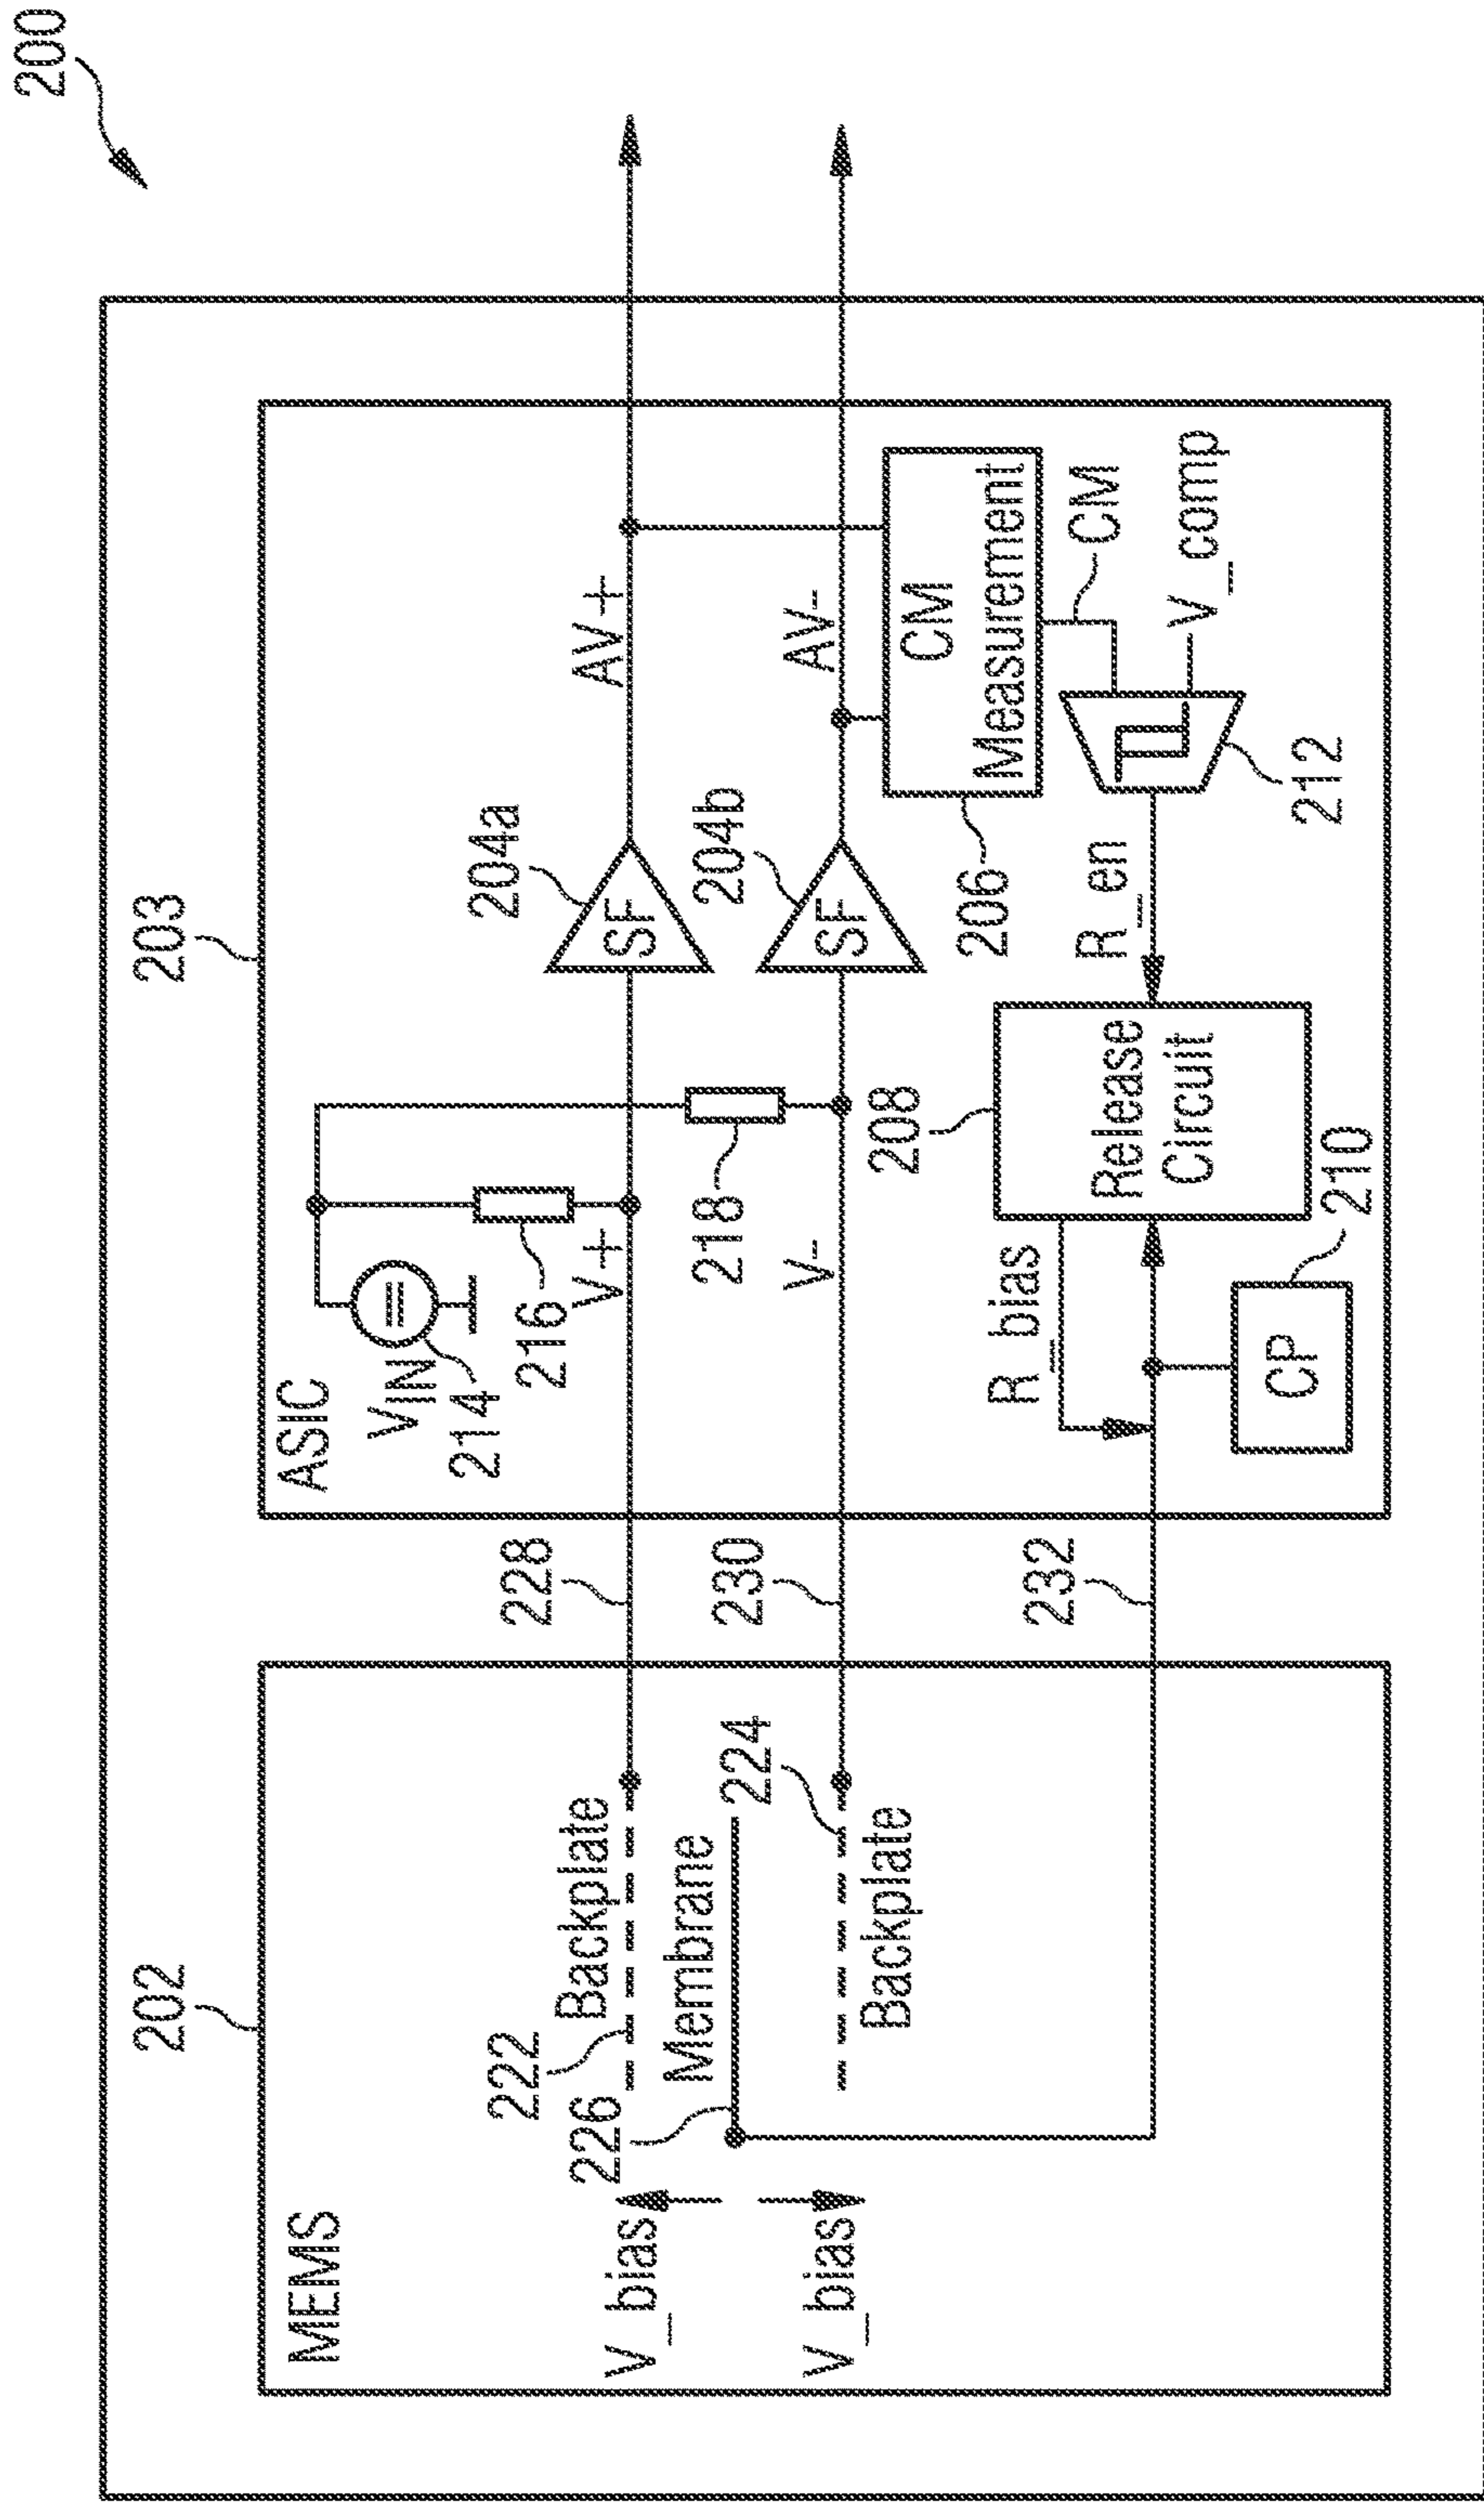 200
203
202
ASIC
MEMS
VIN
214
216
V+
204a
SF
AV+
228
222
Backplate
226
Membrane
224
Backplate
V_bias
V_bias
230
V-
218
204b
SF
AV-
CM
Measurement
206
CM
V_comp
212
R_en
208
Release
Circuit
R_bias
210
CP
232